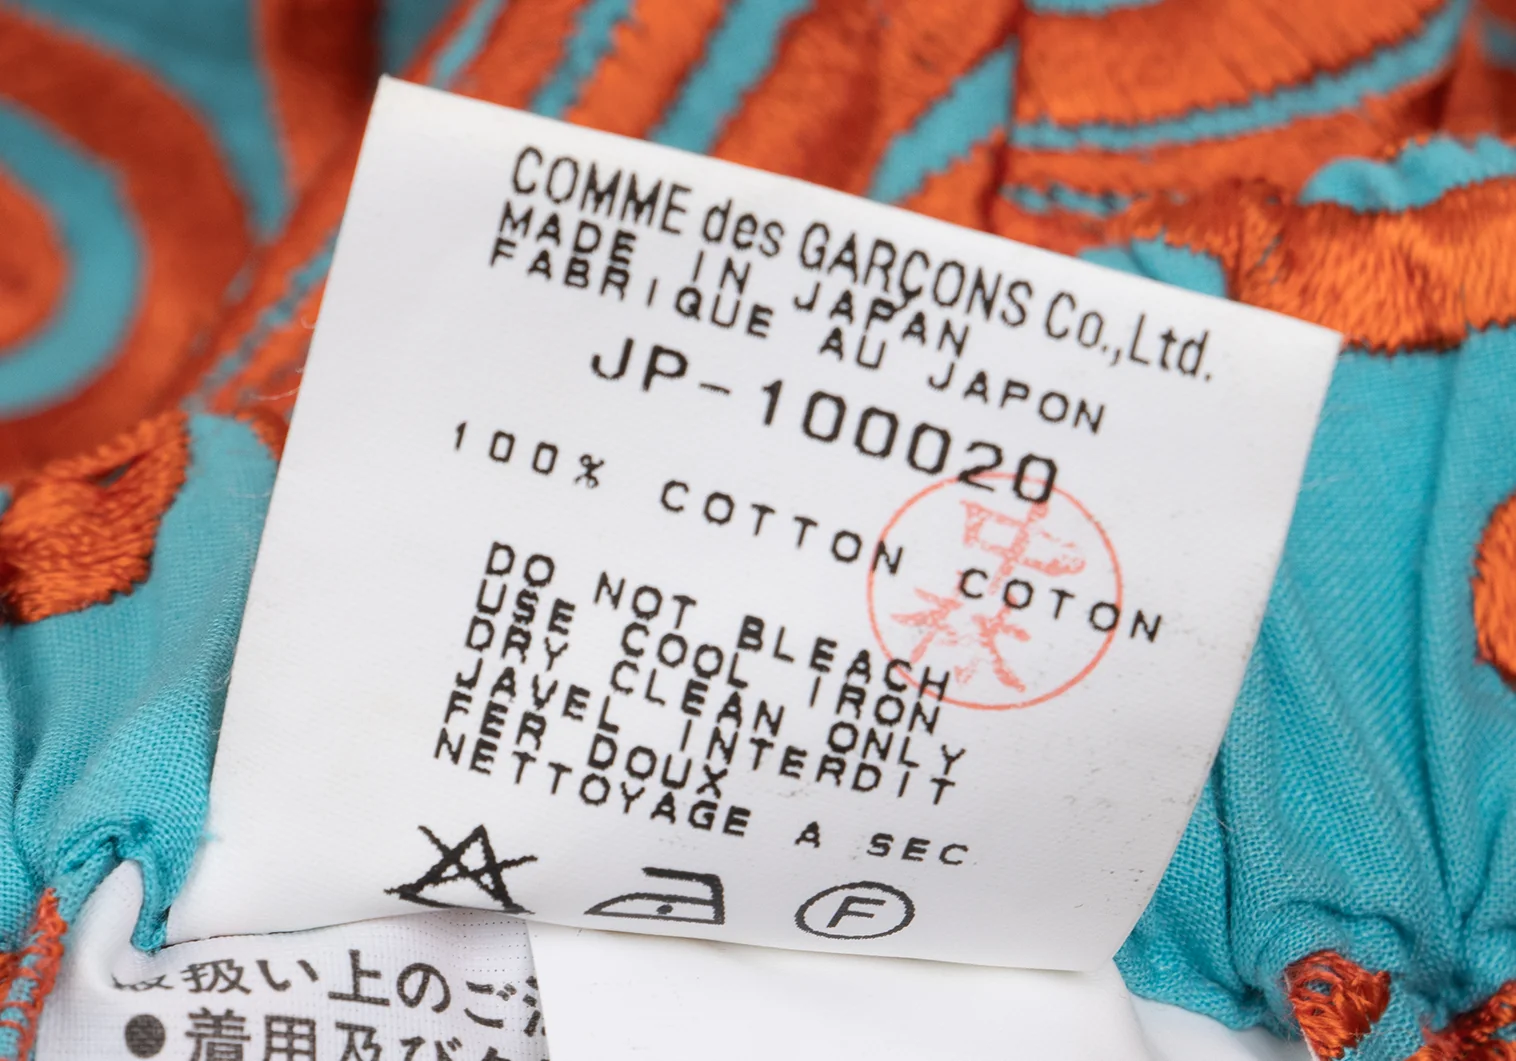 COMME des GARÇONS Co.,Ltd.
MADE IN JAPAN
FABRIQUE AU JAPON
JP-100020
100% COTTON COTON
DO NOT BLEACH
USE COOL IRON
DRY CLEAN ONLY
JAVEL INTERDIT
FER DOUX
NETTOYAGE A SEC
F
扱い上のご
●着用及び